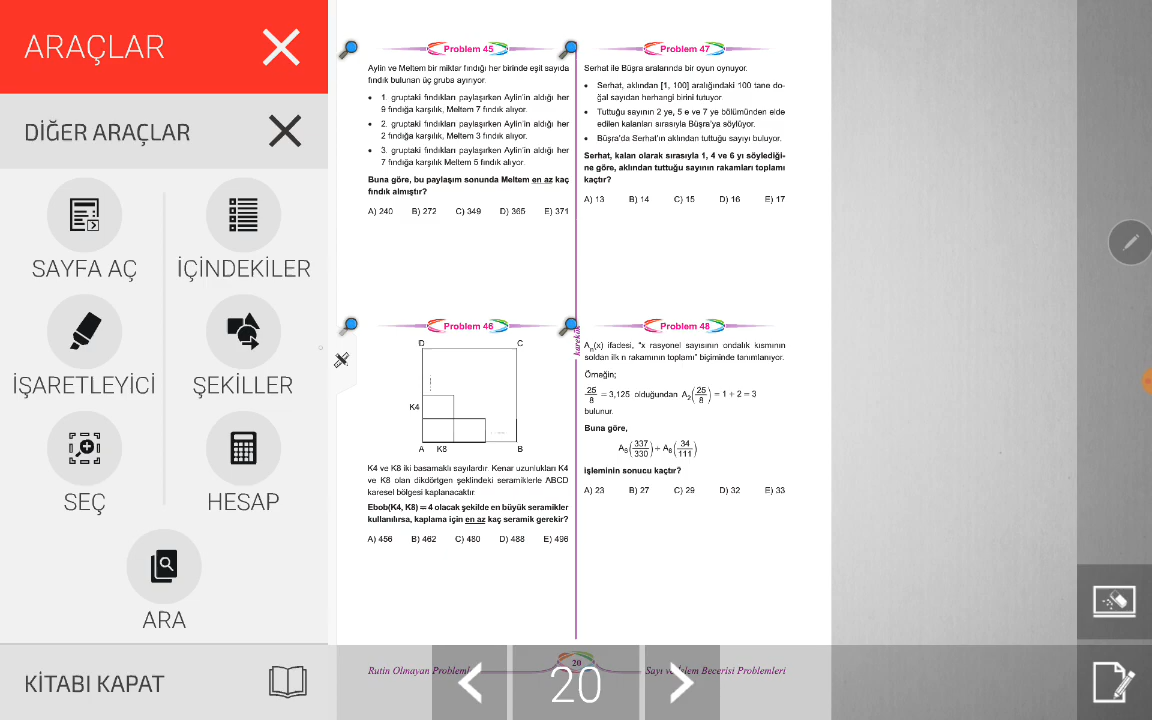 ARAÇLAR
DİĞER ARAÇLAR
SAYFA AÇ
İÇİNDEKİLER
İŞARETLEYİCİ
ŞEKİLLER
SEÇ
HESAP
ARA
KİTABI KAPAT
Problem 45
Aylin ve Meltem bir miktar fındığı her birinde eşit sayıda
fındık bulunan üç gruba ayırıyor.
• 1. gruptaki fındıkları paylaşırken Aylin'in aldığı her
9 fındığa karşılık, Meltem 7 fındık alıyor.
• 2. gruptaki fındıkları paylaşırken Aylin'in aldığı her
2 fındığa karşılık, Meltem 3 fındık alıyor.
• 3. gruptaki fındıkları paylaşırken Aylin'in aldığı her
7 fındığa karşılık Meltem 5 fındık alıyor.
Buna göre, bu paylaşım sonunda Meltem en az kaç
fındık almıştır?
A) 240 B) 272 C) 349 D) 365 E) 371
Problem 46
D C
K4
A K8 B
K4 ve K8 iki basamaklı sayılardır. Kenar uzunlukları K4
ve K8 olan dikdörtgen şeklindeki seramiklerle ABCD
karesel bölgesi kaplanacaktır.
Ebob(K4, K8) = 4 olacak şekilde en büyük seramikler
kullanılırsa, kaplama için en az kaç seramik gerekir?
A) 456 B) 462 C) 480 D) 488 E) 496
karekök
Problem 47
Serhat ile Büşra aralarında bir oyun oynuyor.
• Serhat, aklından [1, 100] aralığındaki 100 tane do-
ğal sayıdan herhangi birini tutuyor.
• Tuttuğu sayının 2 ye, 5 e ve 7 ye bölümünden elde
edilen kalanları sırasıyla Büşra'ya söylüyor.
• Büşra'da Serhat'ın aklından tuttuğu sayıyı buluyor.
Serhat, kalan olarak sırasıyla 1, 4 ve 6 yı söylediği-
ne göre, aklından tuttuğu sayının rakamları toplamı
kaçtır?
A) 13 B) 14 C) 15 D) 16 E) 17
Problem 48
Aₙ(x) ifadesi, "x rasyonel sayısının ondalık kısmının
soldan ilk n rakamının toplamı" biçiminde tanımlanıyor.
Örneğin;
25/8 = 3,125 olduğundan A₂(25/8) = 1 + 2 = 3
bulunur.
Buna göre,
A₅(337/330) + A₈(34/111)
işleminin sonucu kaçtır?
A) 23 B) 27 C) 29 D) 32 E) 33
20
20